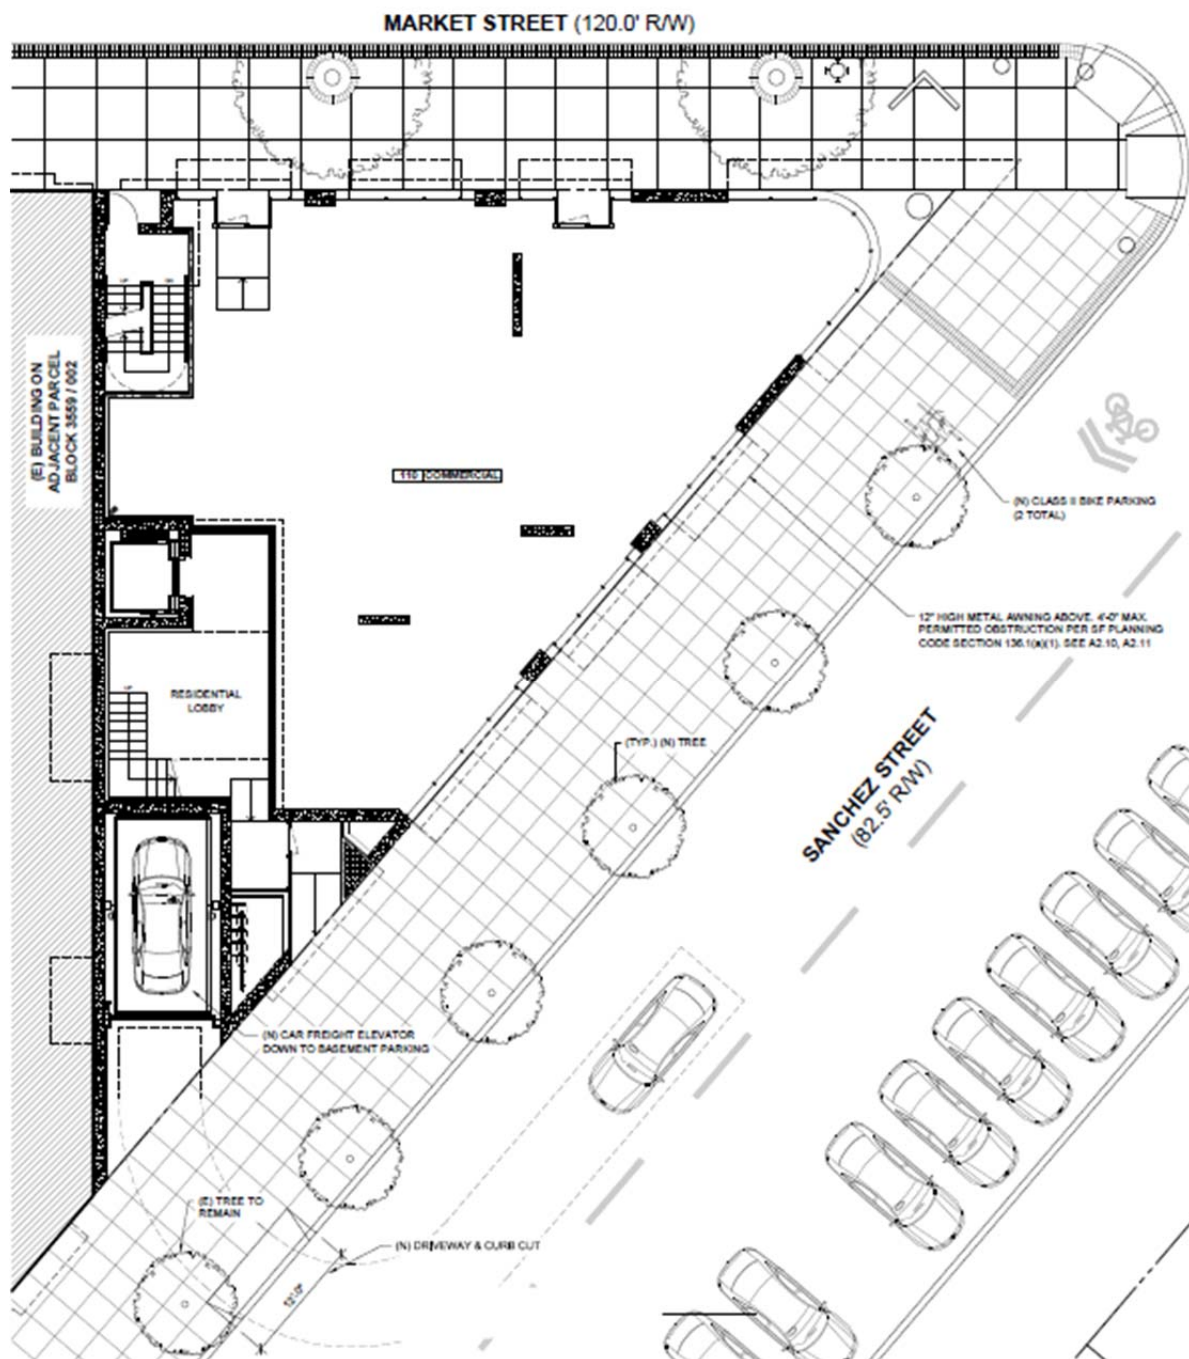 MARKET STREET (120.0' R/W)
(E) BUILDING ON
ADJACENT PARCEL
BLOCK 3559 / 002
110 COMMERCIAL
(N) CLASS II BIKE PARKING
(2 TOTAL)
12" HIGH METAL AWNING ABOVE. 4'-0" MAX.
PERMITTED OBSTRUCTION PER SF PLANNING
CODE SECTION 136.1(a)(1). SEE A2.10, A2.11
RESIDENTIAL
LOBBY
(TYP.) (N) TREE
SANCHEZ STREET
(82.5' R/W)
(N) CAR FREIGHT ELEVATOR
DOWN TO BASEMENT PARKING
(E) TREE TO
REMAIN
(N) DRIVEWAY & CURB CUT
12'-0"